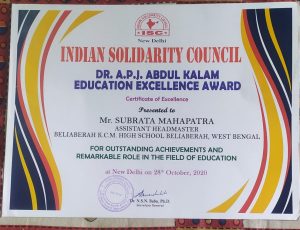 ISC
New Delhi
INDIAN SOLIDARITY COUNCIL
DR. A.P.J. ABDUL KALAM
EDUCATION EXCELLENCE AWARD
Certificate of Excellence
Presented to
Mr. SUBRATA MAHAPATRA
ASSISTANT HEADMASTER
BELIABERAH K.C.M. HIGH SCHOOL BELIABERAH, WEST BENGAL
FOR OUTSTANDING ACHIEVEMENTS AND
REMARKABLE ROLE IN THE FIELD OF EDUCATION
at New Delhi on 28th October, 2020
Secretary General